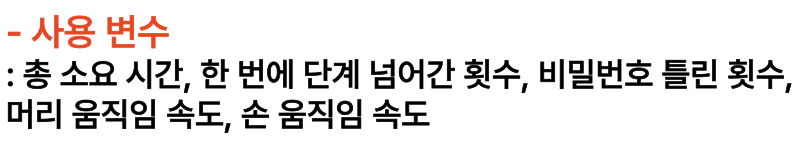 - 사용 변수
: 총 소요 시간, 한 번에 단계 넘어간 횟수, 비밀번호 틀린 횟수,
머리 움직임 속도, 손 움직임 속도